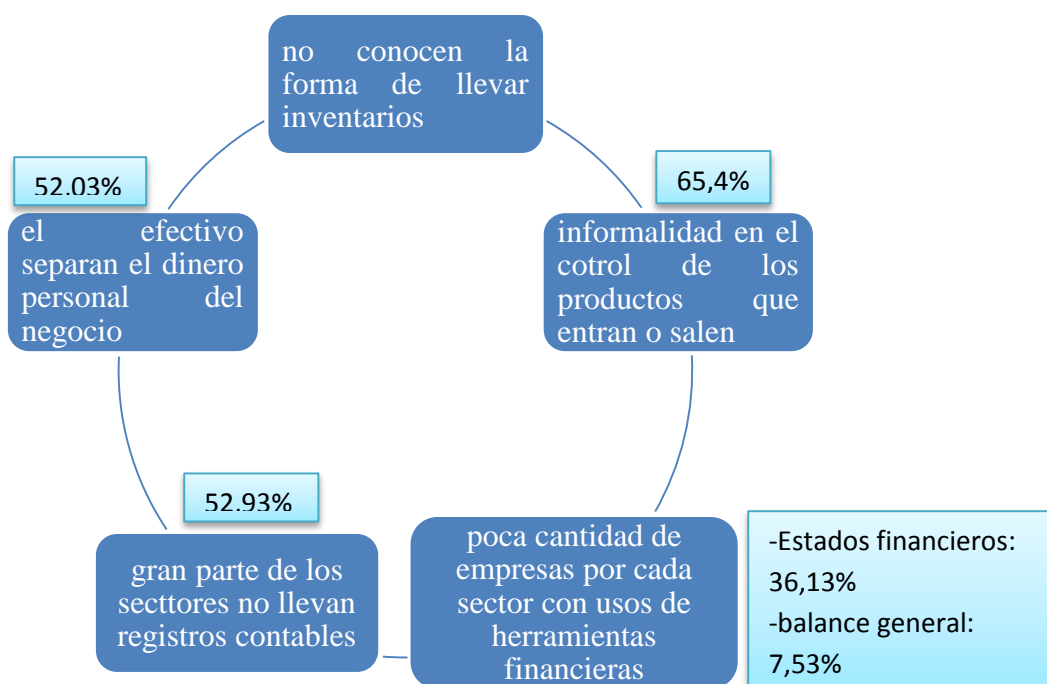 no conocen la
forma de llevar
inventarios
52.03%
el efectivo
separan el dinero
personal del
negocio
65,4%
informalidad en el
cotrol de los
productos que
entran o salen
52.93%
gran parte de los
secttores no llevan
registros contables
poca cantidad de
empresas por cada
sector con usos de
herramientas
financieras
-Estados financieros:
36,13%
-balance general:
7,53%